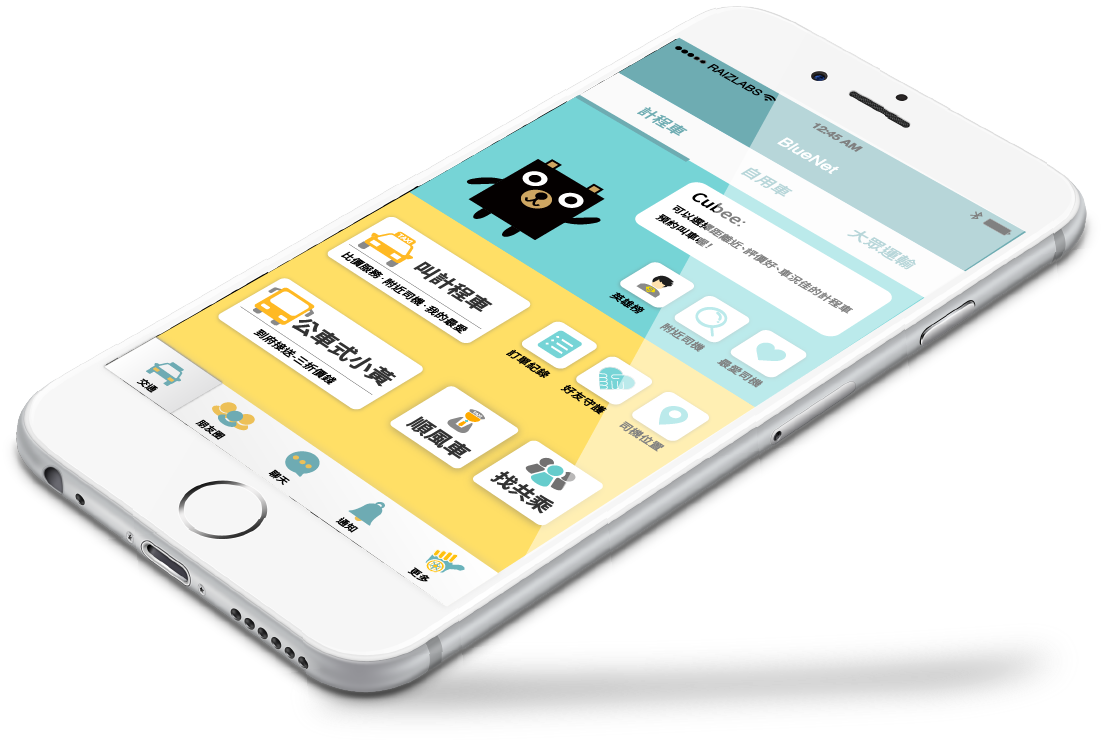 RAIZLABS
12:45 AM
BlueNet
計程車
自用車
大眾運輸
Cubee:
可以選擇距離近、評價好、車況佳的計程車
預約叫車喔！
英雄榜
附近司機
最愛司機
TAXI
叫計程車
比價服務·附近司機·我的最愛
訂單紀錄
好友守護
司機位置
公車式小黃
到府接送·三折價錢
順風車
找共乘
交通
朋友圈
聊天
通知
更多